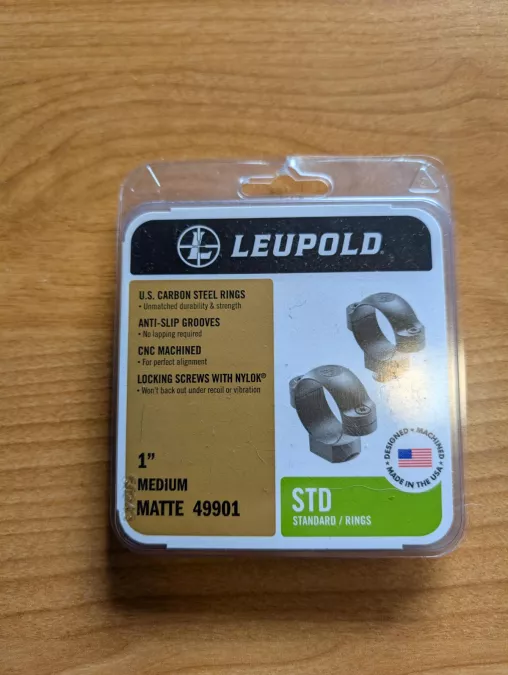 LEUPOLD
U.S. CARBON STEEL RINGS
• Unmatched durability & strength
ANTI-SLIP GROOVES
• No lapping required
CNC MACHINED
• For perfect alignment
LOCKING SCREWS WITH NYLOK®
• Won't back out under recoil or vibration
1"
MEDIUM
MATTE 49901
• DESIGNED • MACHINED •
MADE IN THE USA
STD
STANDARD / RINGS